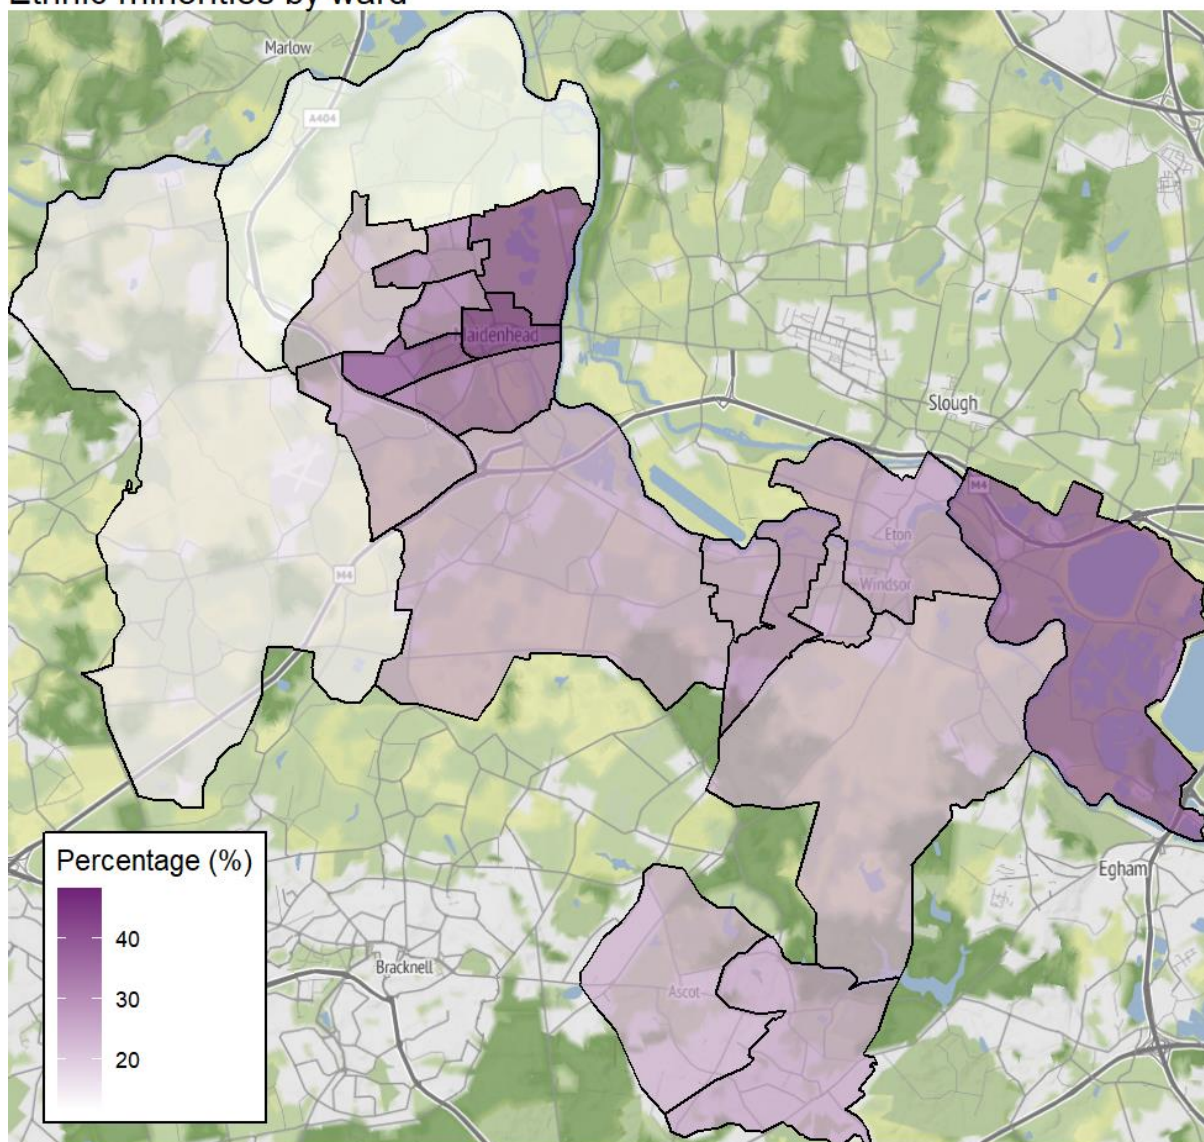 Ethnic minorities by ward
Marlow
A404
Maidenhead
Slough
M4
Eton
Windsor
M4
Egham
Percentage (%)
40
30
20
Bracknell
Ascot